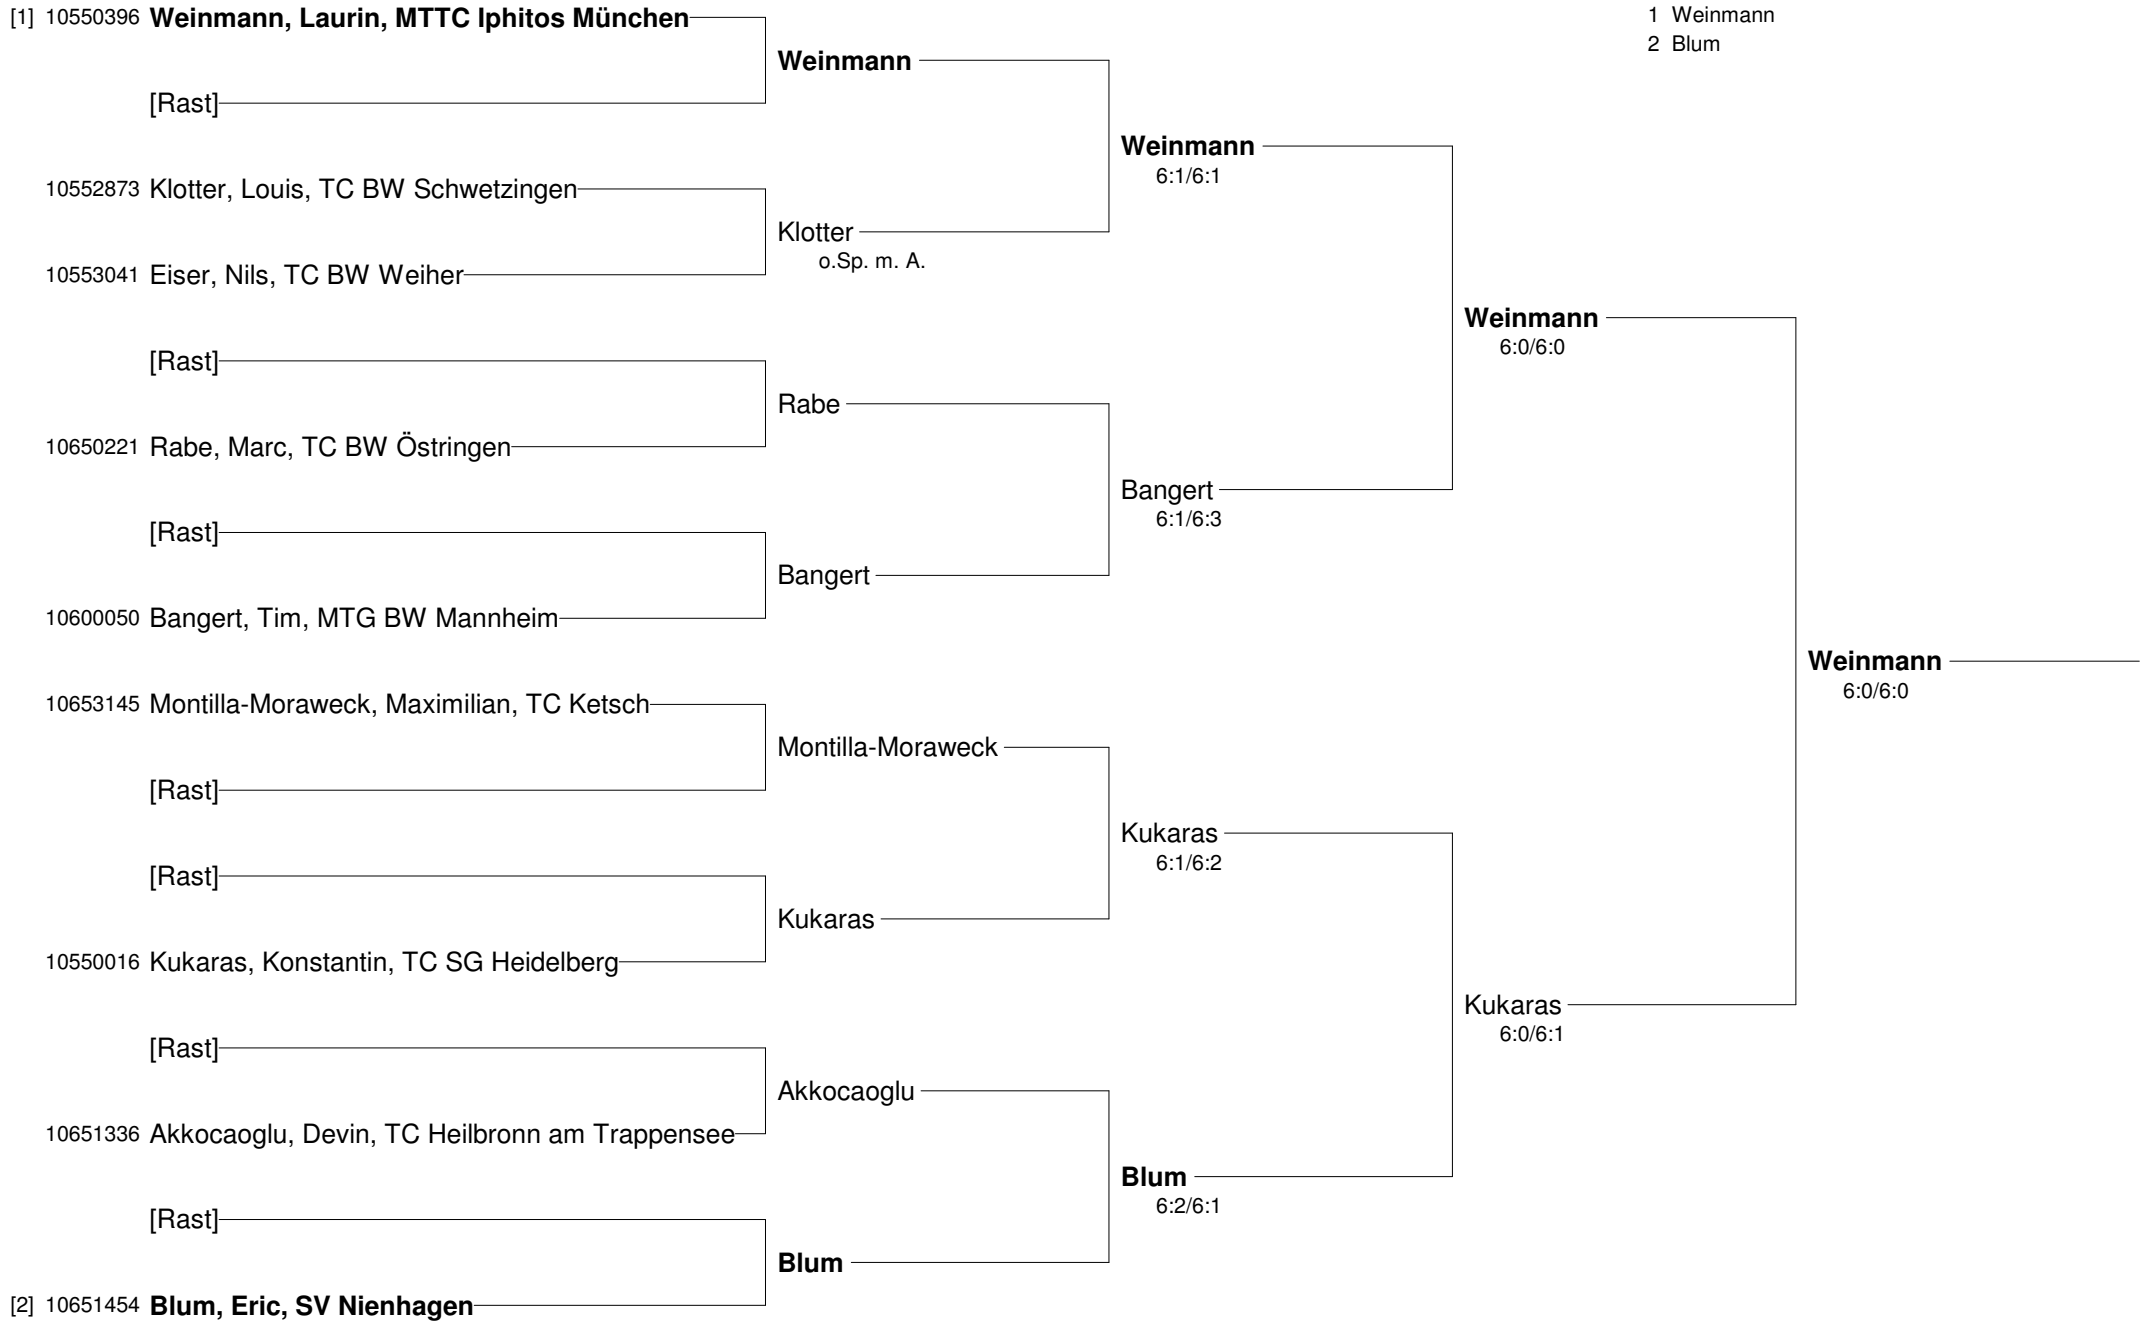 [1] 10550396 Weinmann, Laurin, MTTC Iphitos München
[Rast]
10552873 Klotter, Louis, TC BW Schwetzingen
10553041 Eiser, Nils, TC BW Weiher
[Rast]
10650221 Rabe, Marc, TC BW Östringen
[Rast]
10600050 Bangert, Tim, MTG BW Mannheim
10653145 Montilla-Moraweck, Maximilian, TC Ketsch
[Rast]
[Rast]
10550016 Kukaras, Konstantin, TC SG Heidelberg
[Rast]
10651336 Akkocaoglu, Devin, TC Heilbronn am Trappensee
[Rast]
[2] 10651454 Blum, Eric, SV Nienhagen
Weinmann
Klotter
o.Sp. m. A.
Rabe
Bangert
Montilla-Moraweck
Kukaras
Akkocaoglu
Blum
Weinmann
6:1/6:1
Bangert
6:1/6:3
Kukaras
6:1/6:2
Blum
6:2/6:1
Weinmann
6:0/6:0
Kukaras
6:0/6:1
Weinmann
6:0/6:0
1 Weinmann
2 Blum